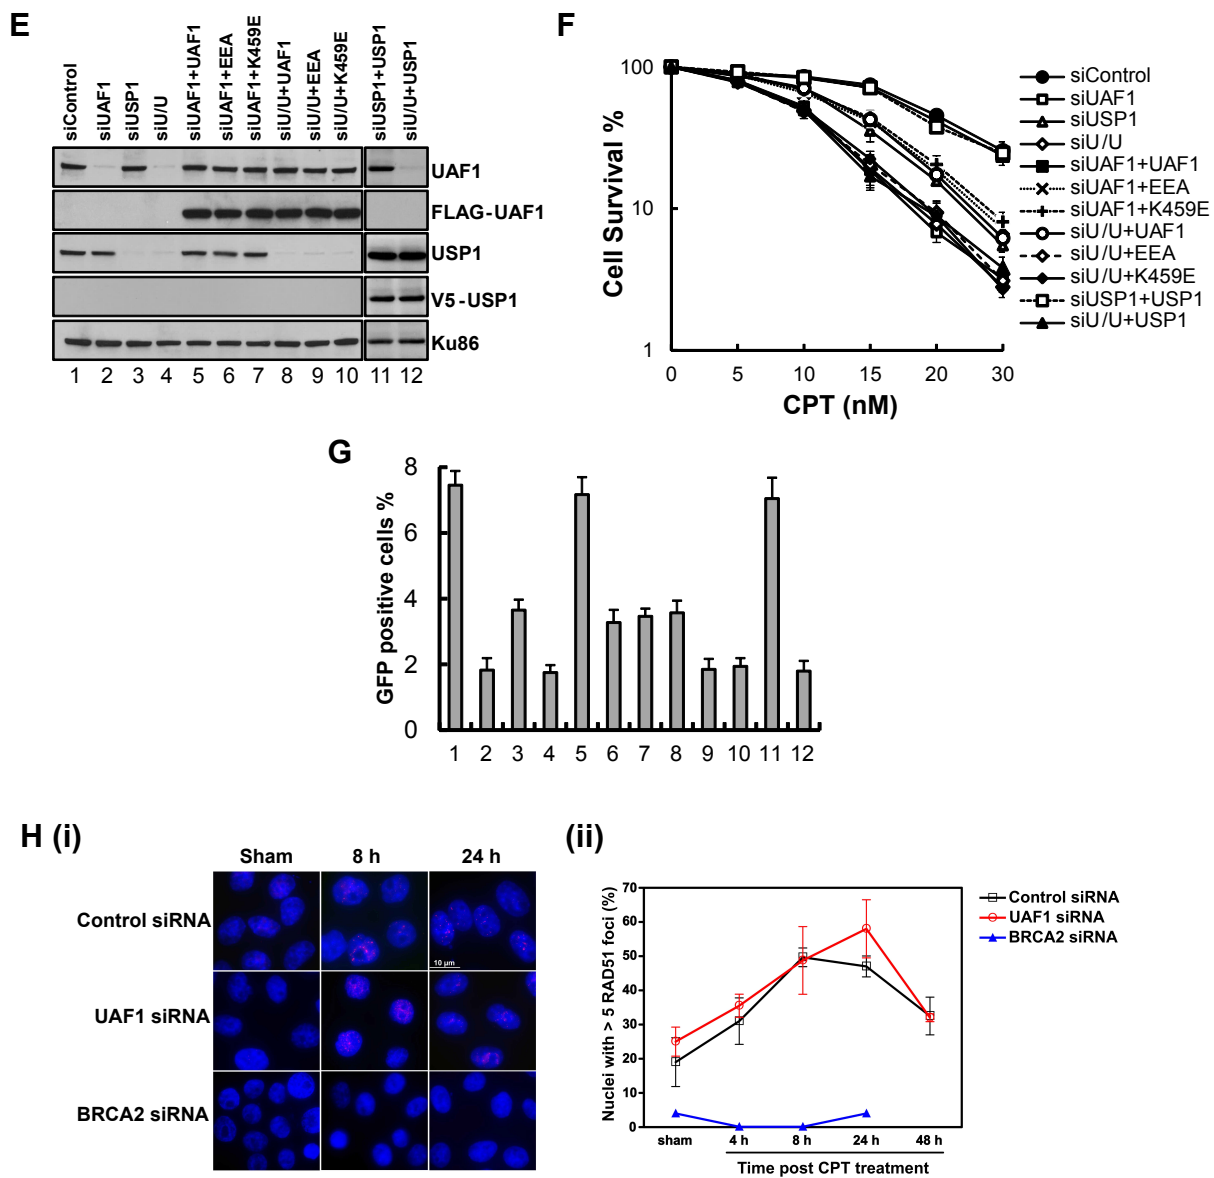 E
siControl
siUAF1
siUSP1
siU/U
siUAF1+UAF1
siUAF1+EEA
siUAF1+K459E
siU/U+UAF1
siU/U+EEA
siU/U+K459E
siUSP1+USP1
siU/U+USP1
UAF1
FLAG-UAF1
USP1
V5-USP1
Ku86
1 2 3 4 5 6 7 8 9 10 11 12
F
Cell Survival %
100
10
1
0 5 10 15 20 30
CPT (nM)
siControl
siUAF1
siUSP1
siU/U
siUAF1+UAF1
siUAF1+EEA
siUAF1+K459E
siU/U+UAF1
siU/U+EEA
siU/U+K459E
siUSP1+USP1
siU/U+USP1
G
GFP positive cells %
8
6
4
2
0
1 2 3 4 5 6 7 8 9 10 11 12
H (i)
Sham 8 h 24 h
Control siRNA
10 µm
UAF1 siRNA
BRCA2 siRNA
(ii)
Nuclei with > 5 RAD51 foci (%)
70
60
50
40
30
20
10
0
sham 4 h 8 h 24 h 48 h
Time post CPT treatment
Control siRNA
UAF1 siRNA
BRCA2 siRNA